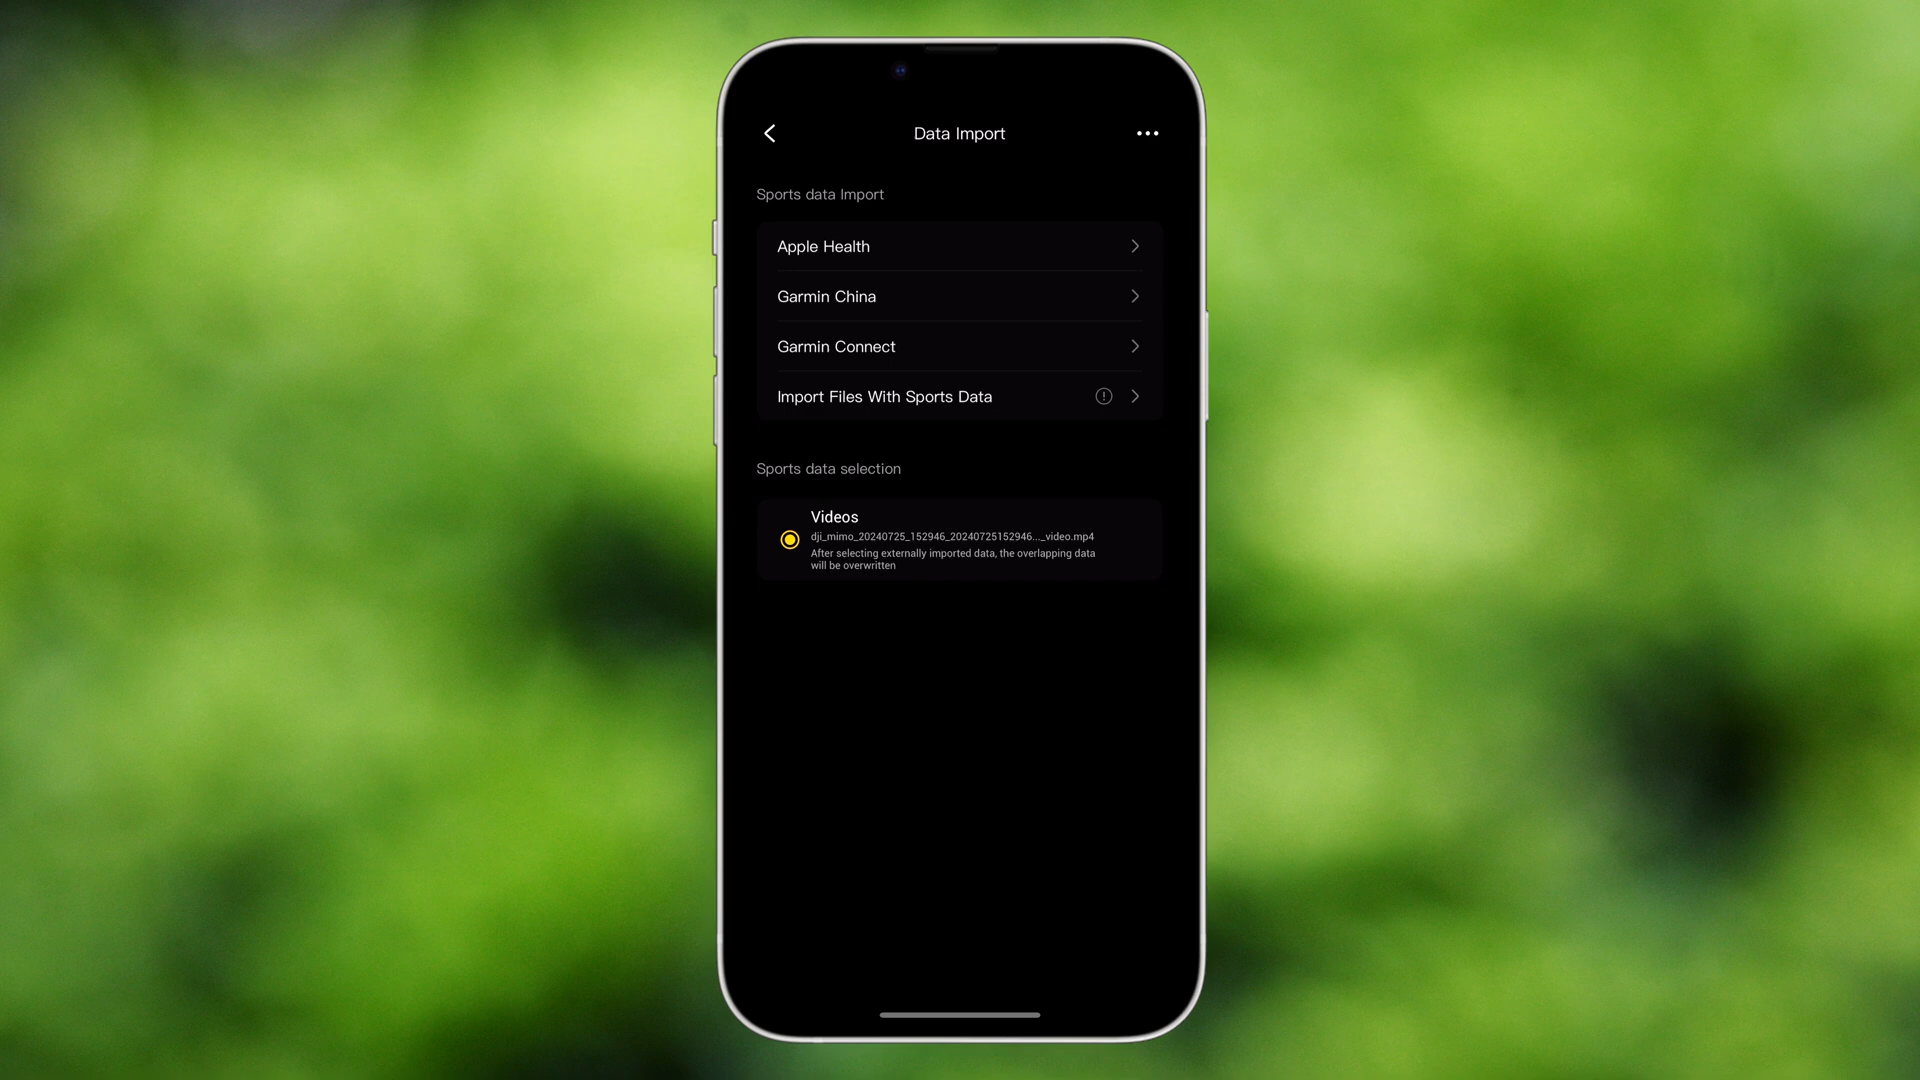 Data Import
Sports data Import
Apple Health
Garmin China
Garmin Connect
Import Files With Sports Data
Sports data selection
Videos
dji_mimo_20240725_152946_20240725152946..._video.mp4
After selecting externally imported data, the overlapping data
will be overwritten